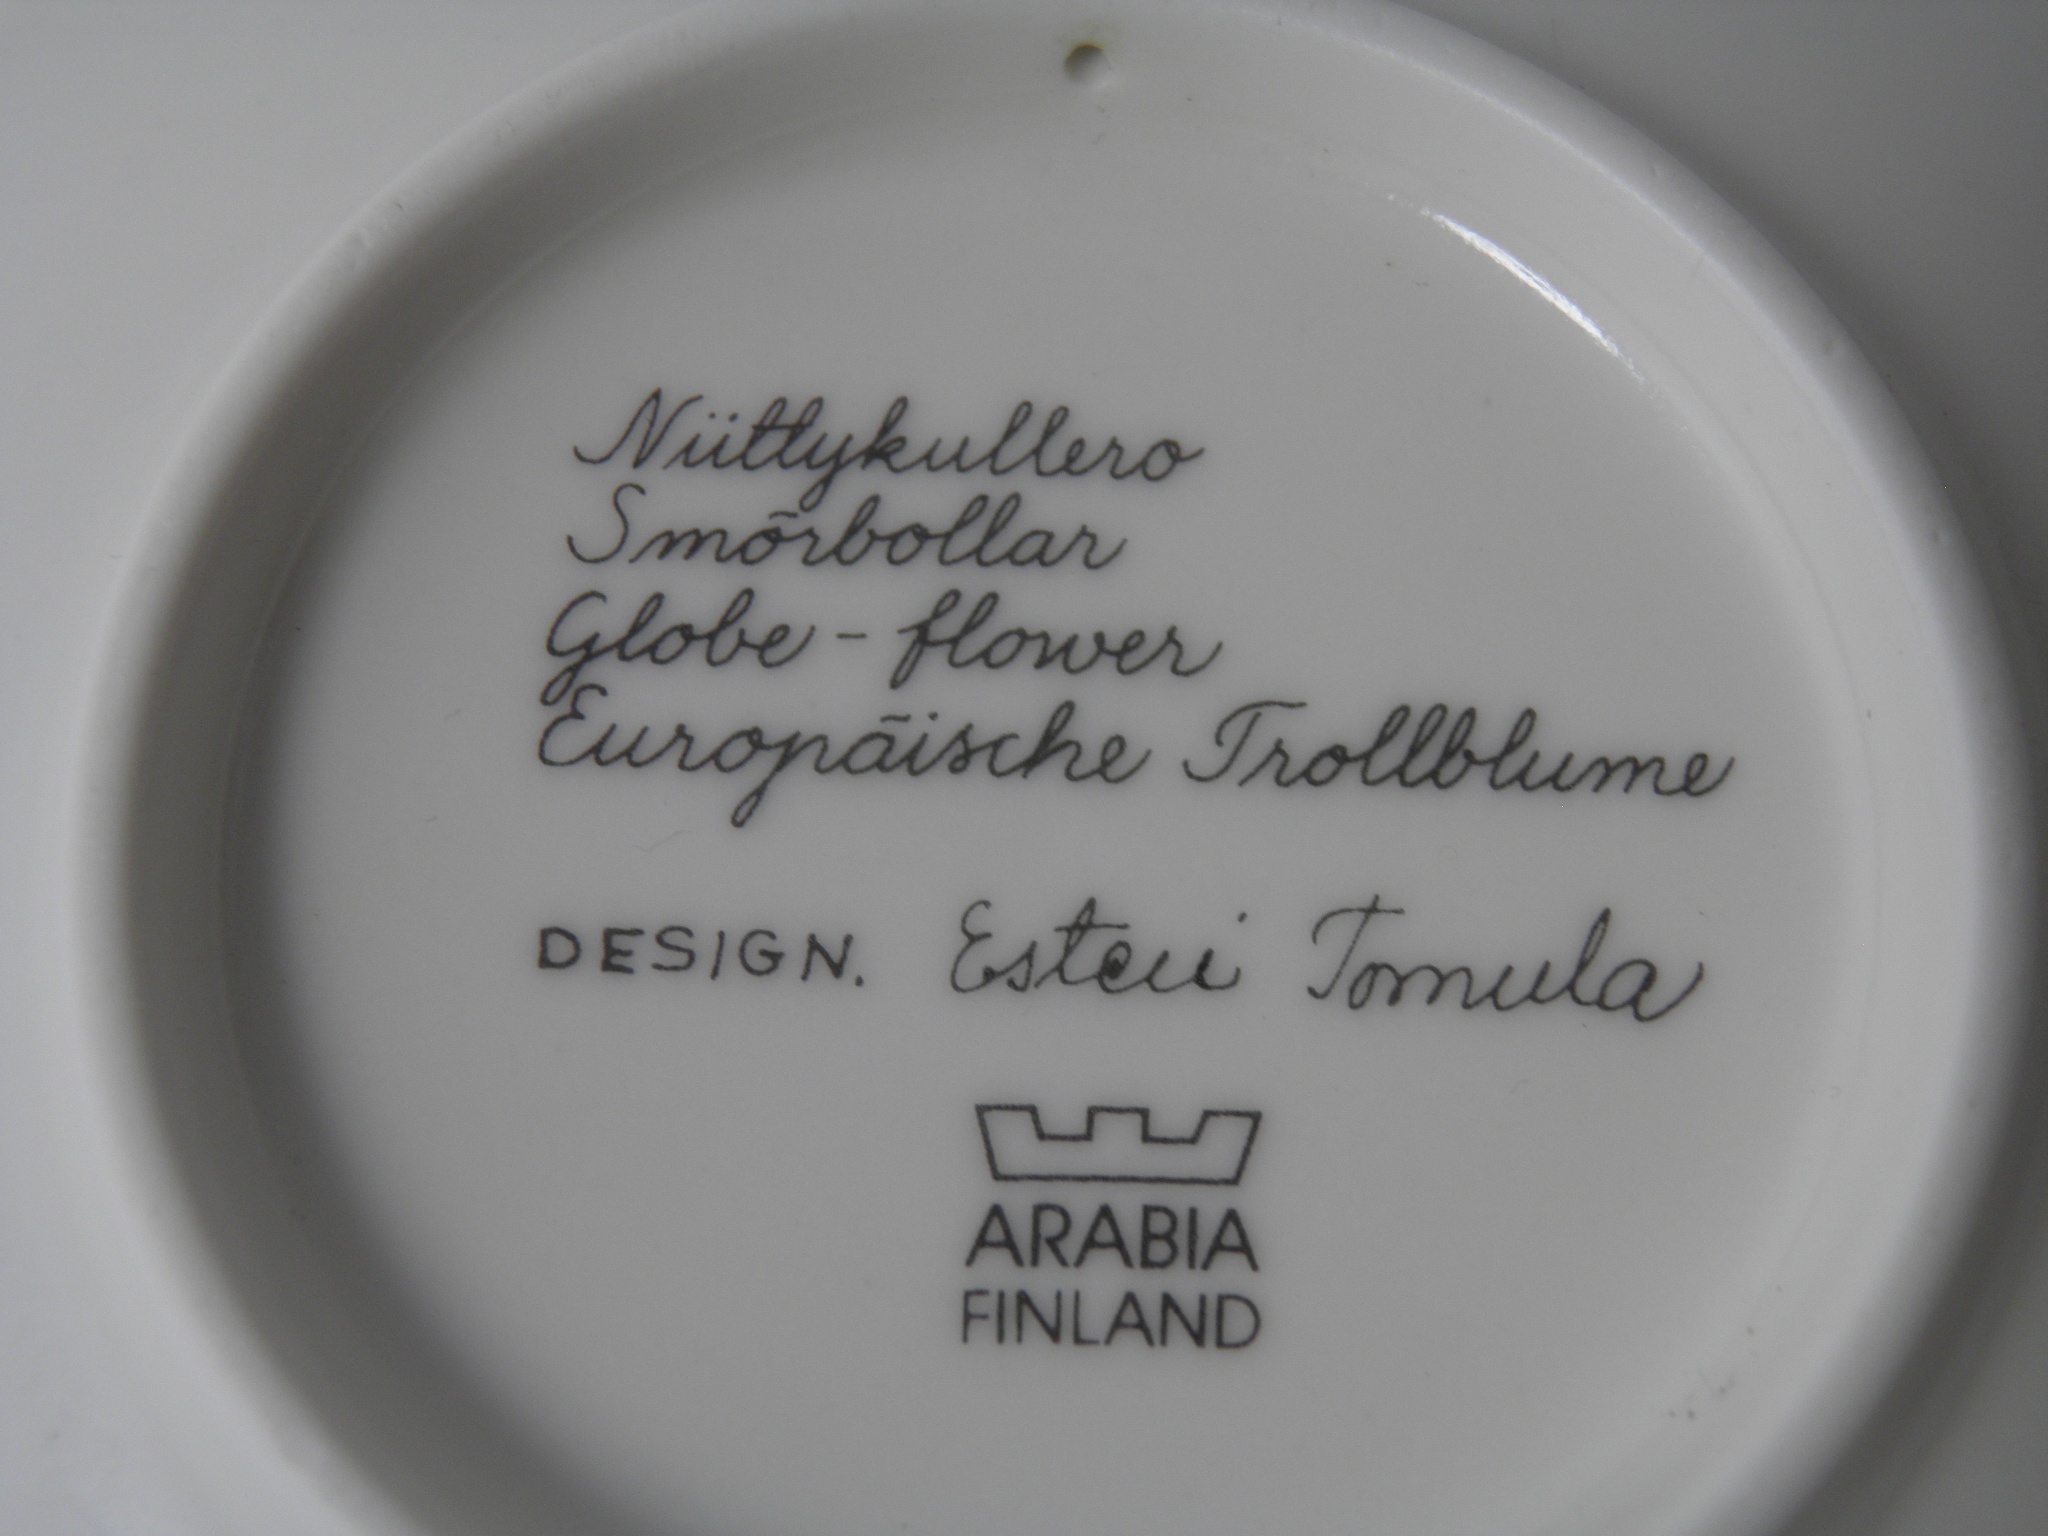 Niittykullero
Smörbollar
Globe-flower
Europäische Trollblume
DESIGN. Esteri Tomula
ARABIA
FINLAND